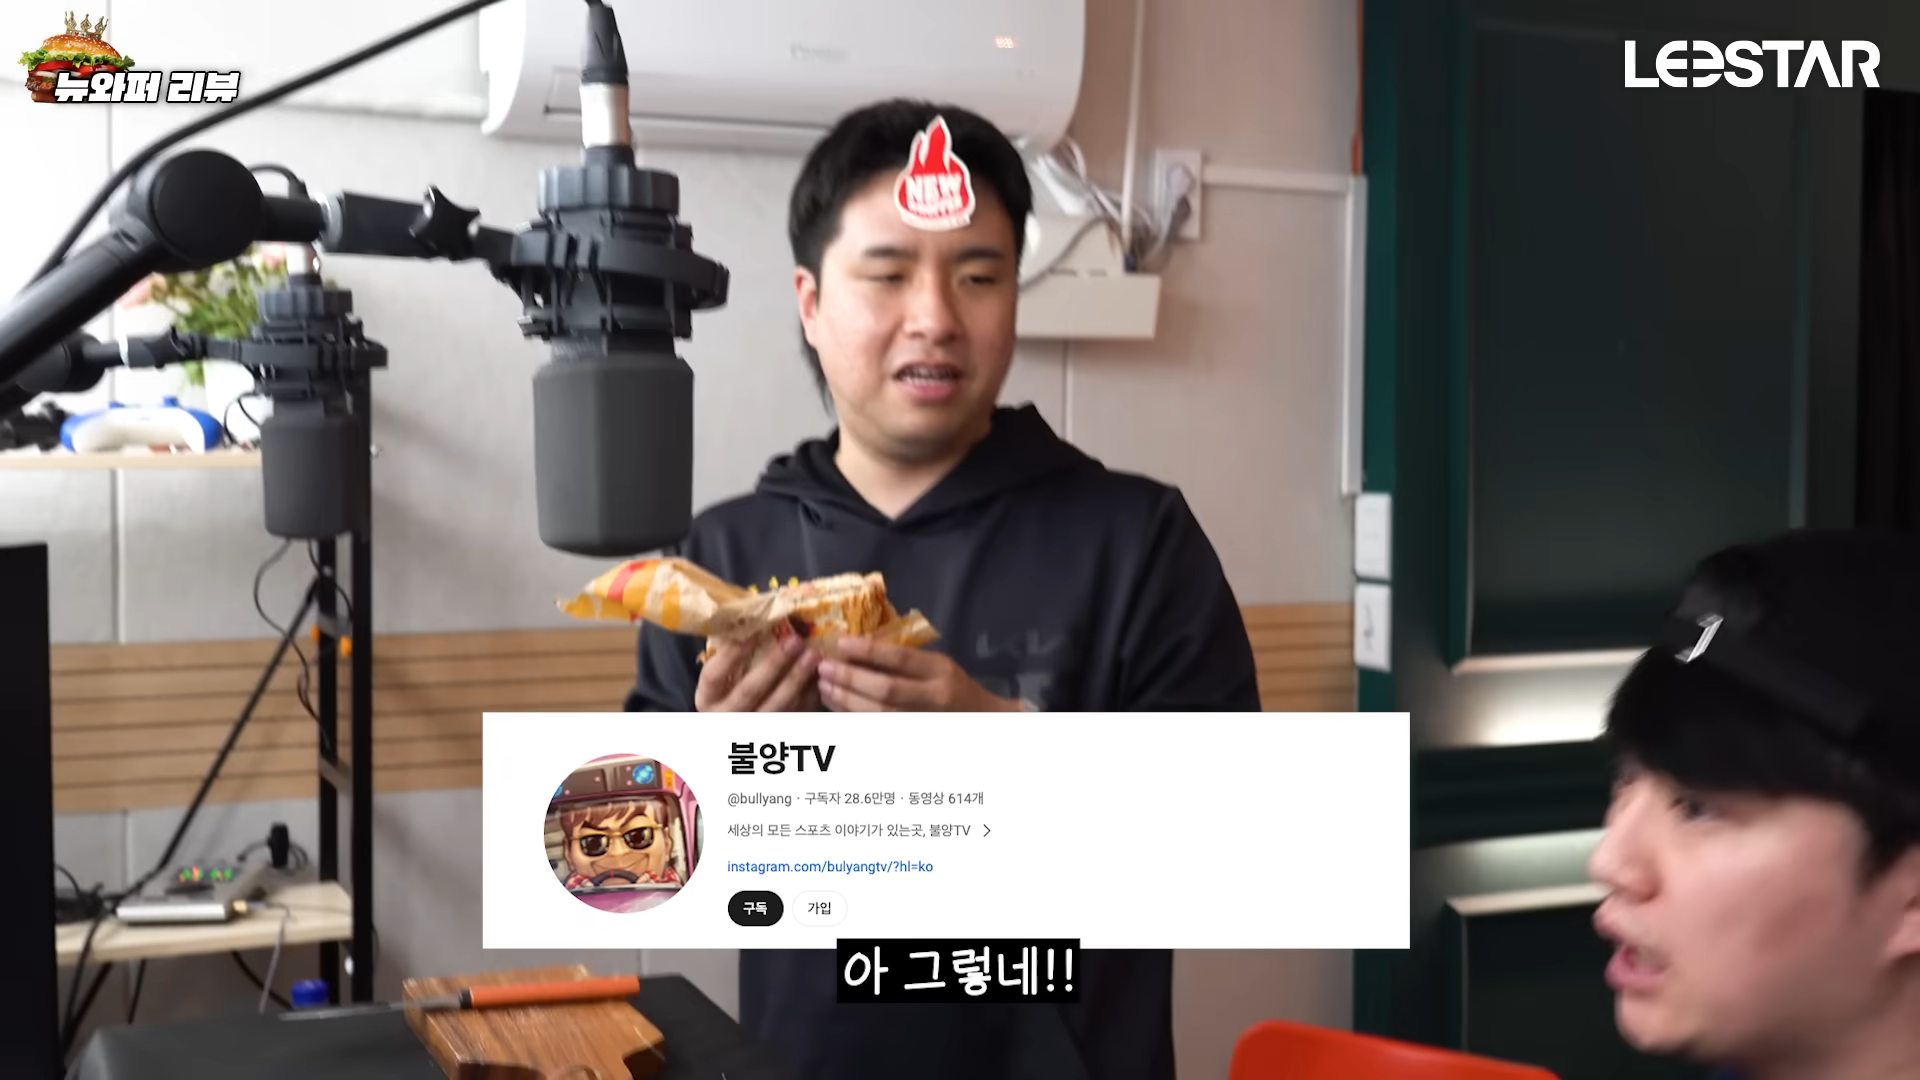 뉴와퍼 리뷰
LEESTAR
NEW
불양TV
@bullyang · 구독자 28.6만명 · 동영상 614개
세상의 모든 스포츠 이야기가 있는곳, 불양TV
instagram.com/bulyangtv/?hl=ko
구독
가입
아 그렇네!!